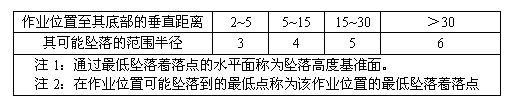 作业位置至其底部的垂直距离 2~5 5~15 15~30 ＞30
其可能坠落的范围半径 3 4 5 6
注1：通过最低坠落着落点的水平面称为坠落高度基准面。
注2：在作业位置可能坠落到的最低点称为该作业位置的最低坠落着落点